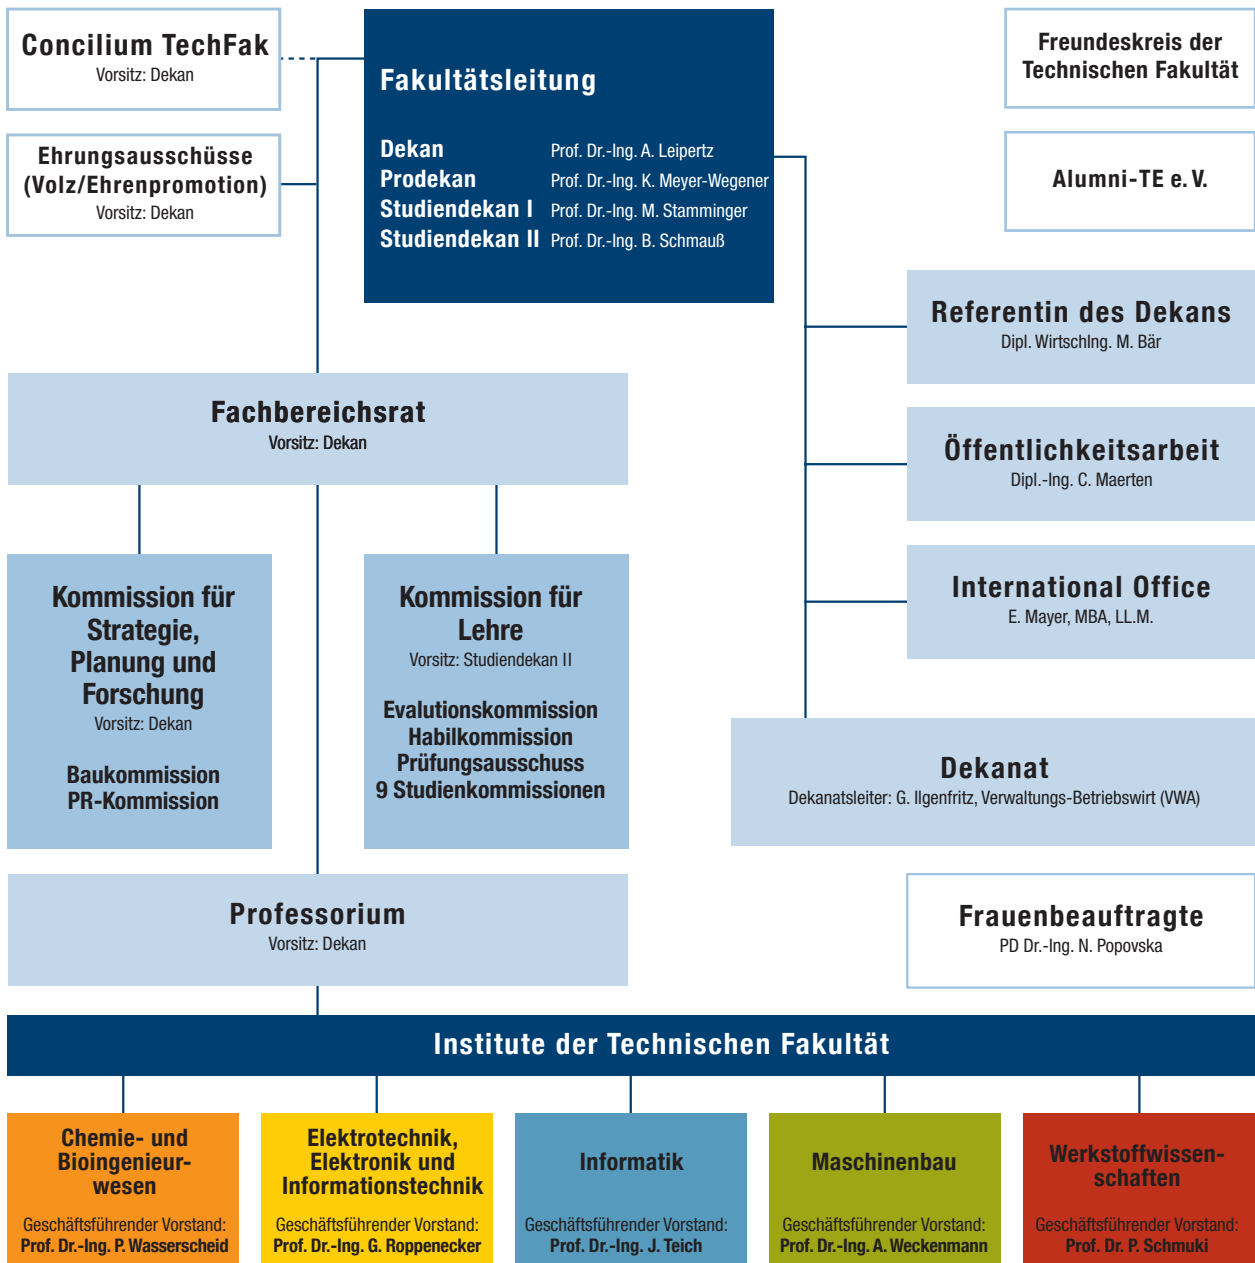 Concilium TechFak
Vorsitz: Dekan
Ehrungsausschüsse
(Volz/Ehrenpromotion)
Vorsitz: Dekan
Fakultätsleitung
Dekan Prof. Dr.-Ing. A. Leipertz
Prodekan Prof. Dr.-Ing. K. Meyer-Wegener
Studiendekan I Prof. Dr.-Ing. M. Stamminger
Studiendekan II Prof. Dr.-Ing. B. Schmauß
Freundeskreis der
Technischen Fakultät
Alumni-TE e. V.
Referentin des Dekans
Dipl. WirtschIng. M. Bär
Öffentlichkeitsarbeit
Dipl.-Ing. C. Maerten
International Office
E. Mayer, MBA, LL.M.
Dekanat
Dekanatsleiter: G. Ilgenfritz, Verwaltungs-Betriebswirt (VWA)
Frauenbeauftragte
PD Dr.-Ing. N. Popovska
Fachbereichsrat
Vorsitz: Dekan
Kommission für
Strategie,
Planung und
Forschung
Vorsitz: Dekan
Baukommission
PR-Kommission
Kommission für
Lehre
Vorsitz: Studiendekan II
Evalutionskommission
Habilkommission
Prüfungsausschuss
9 Studienkommissionen
Professorium
Vorsitz: Dekan
Institute der Technischen Fakultät
Chemie- und
Bioingenieur-
wesen
Geschäftsführender Vorstand:
Prof. Dr.-Ing. P. Wasserscheid
Elektrotechnik,
Elektronik und
Informationstechnik
Geschäftsführender Vorstand:
Prof. Dr.-Ing. G. Roppenecker
Informatik
Geschäftsführender Vorstand:
Prof. Dr.-Ing. J. Teich
Maschinenbau
Geschäftsführender Vorstand:
Prof. Dr.-Ing. A. Weckenmann
Werkstoffwissen-
schaften
Geschäftsführender Vorstand:
Prof. Dr. P. Schmuki